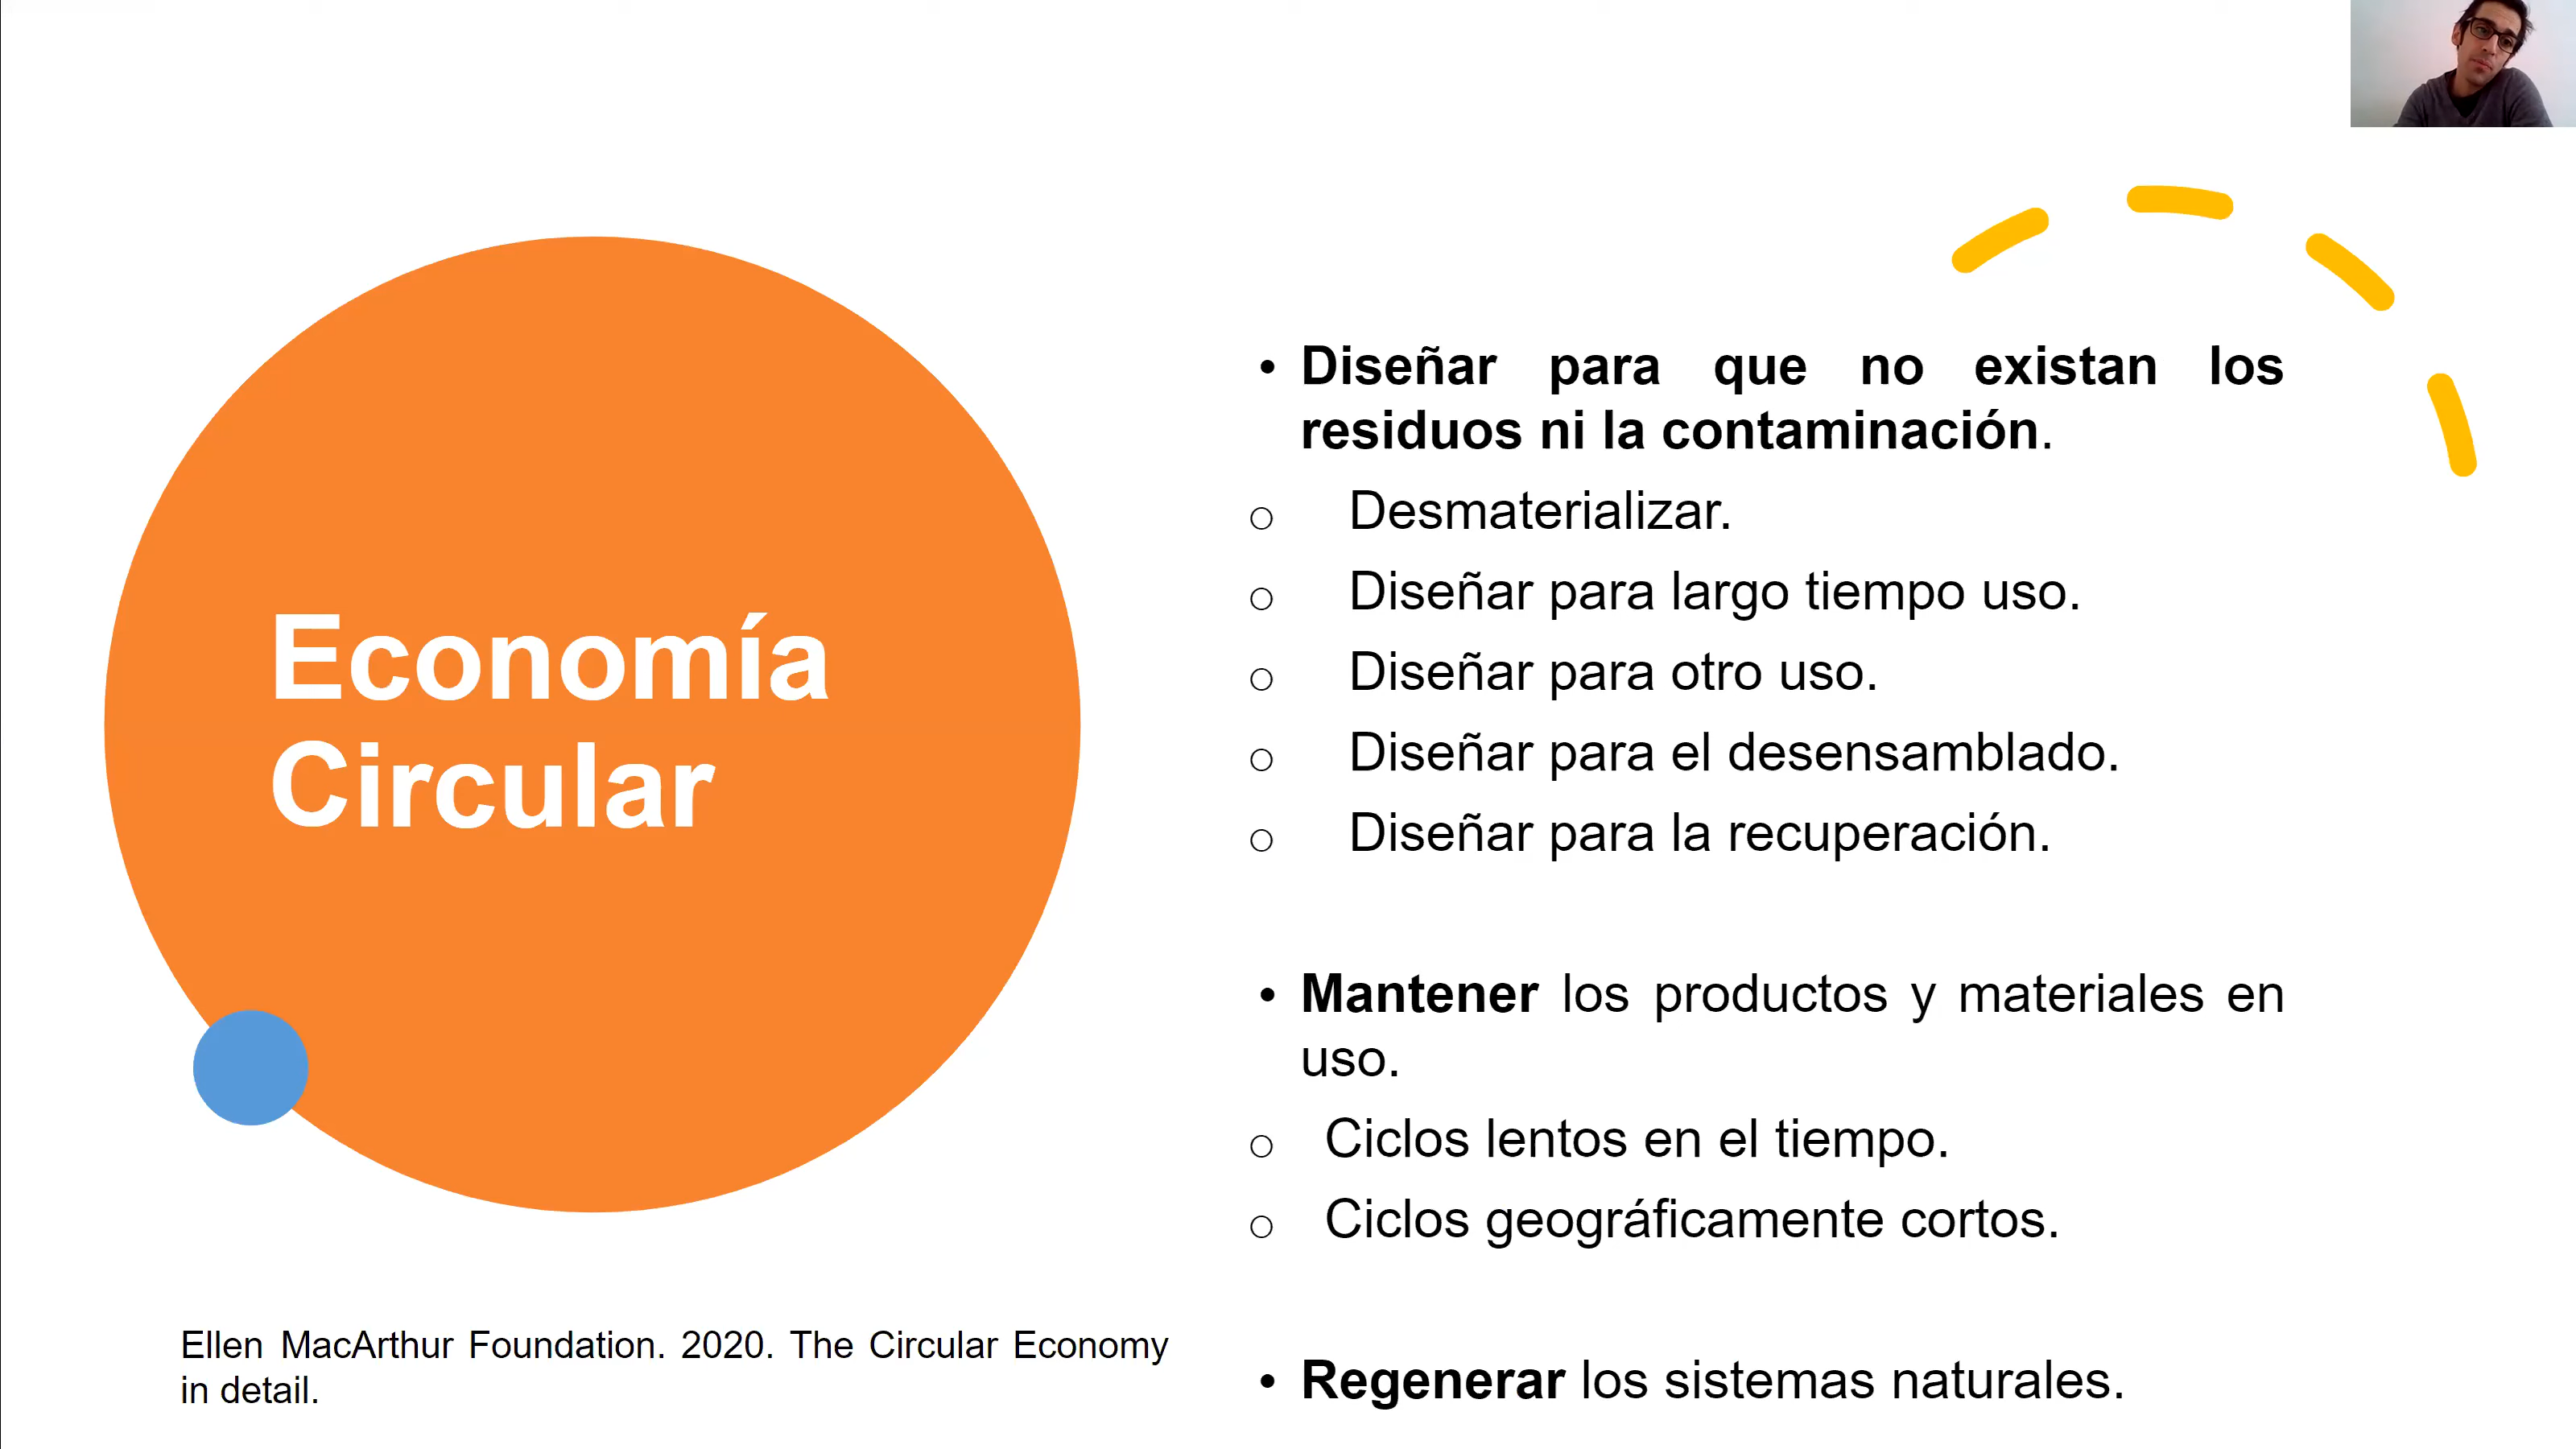 Economía
Circular
Ellen MacArthur Foundation. 2020. The Circular Economy
in detail.
• Diseñar para que no existan los
residuos ni la contaminación.
o Desmaterializar.
o Diseñar para largo tiempo uso.
o Diseñar para otro uso.
o Diseñar para el desensamblado.
o Diseñar para la recuperación.
• Mantener los productos y materiales en
uso.
o Ciclos lentos en el tiempo.
o Ciclos geográficamente cortos.
• Regenerar los sistemas naturales.